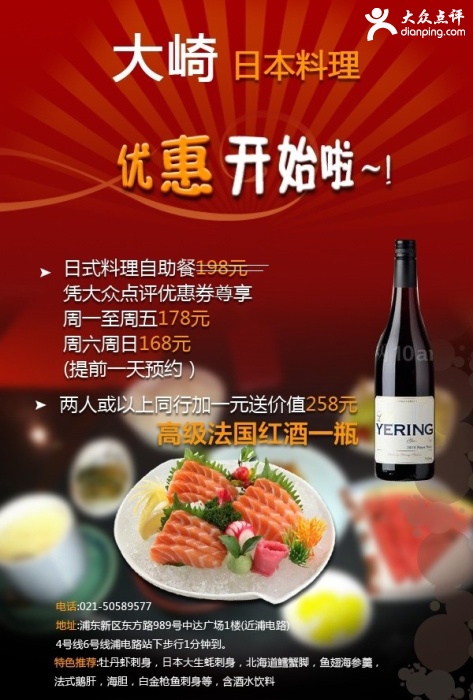 大众点评
dianping.com
大崎 日本料理
优惠 开始啦~!
日式料理自助餐198元
凭大众点评优惠券尊享
周一至周五178元
周六周日168元
(提前一天预约)
两人或以上同行加一元送价值258元
高级法国红酒一瓶
YERING
电话:021-50589577
地址:浦东新区东方路989号中达广场1楼(近浦电路)
4号线6号线浦电路站下步行1分钟到。
特色推荐:牡丹虾刺身，日本大生蚝刺身，北海道鳕蟹脚，鱼翅海参羹，
法式鹅肝，海胆，白金枪鱼刺身等，含酒水饮料